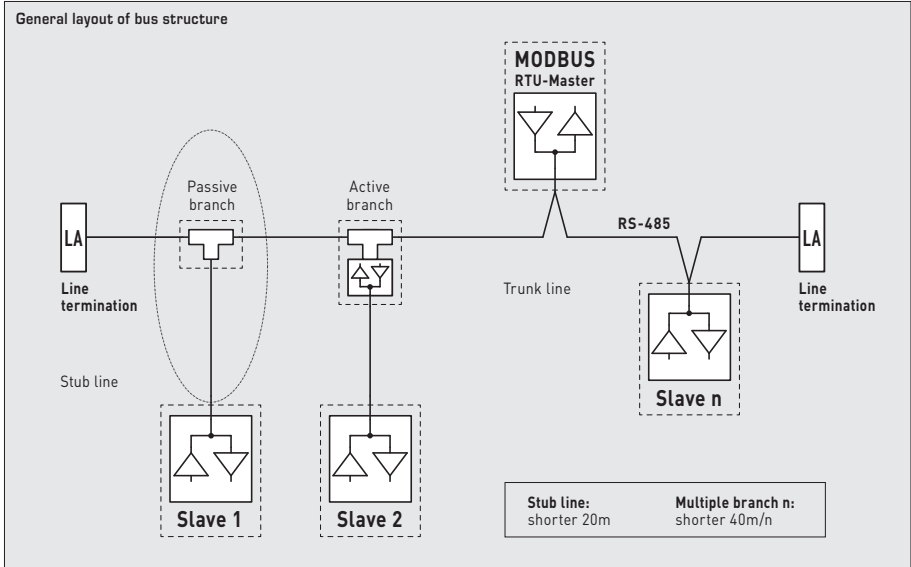 General layout of bus structure
MODBUS
RTU-Master
Passive
branch
Active
branch
LA
RS-485
LA
Line
termination
Trunk line
Line
termination
Stub line
Slave n
Slave 1
Slave 2
Stub line:
shorter 20m
Multiple branch n:
shorter 40m/n